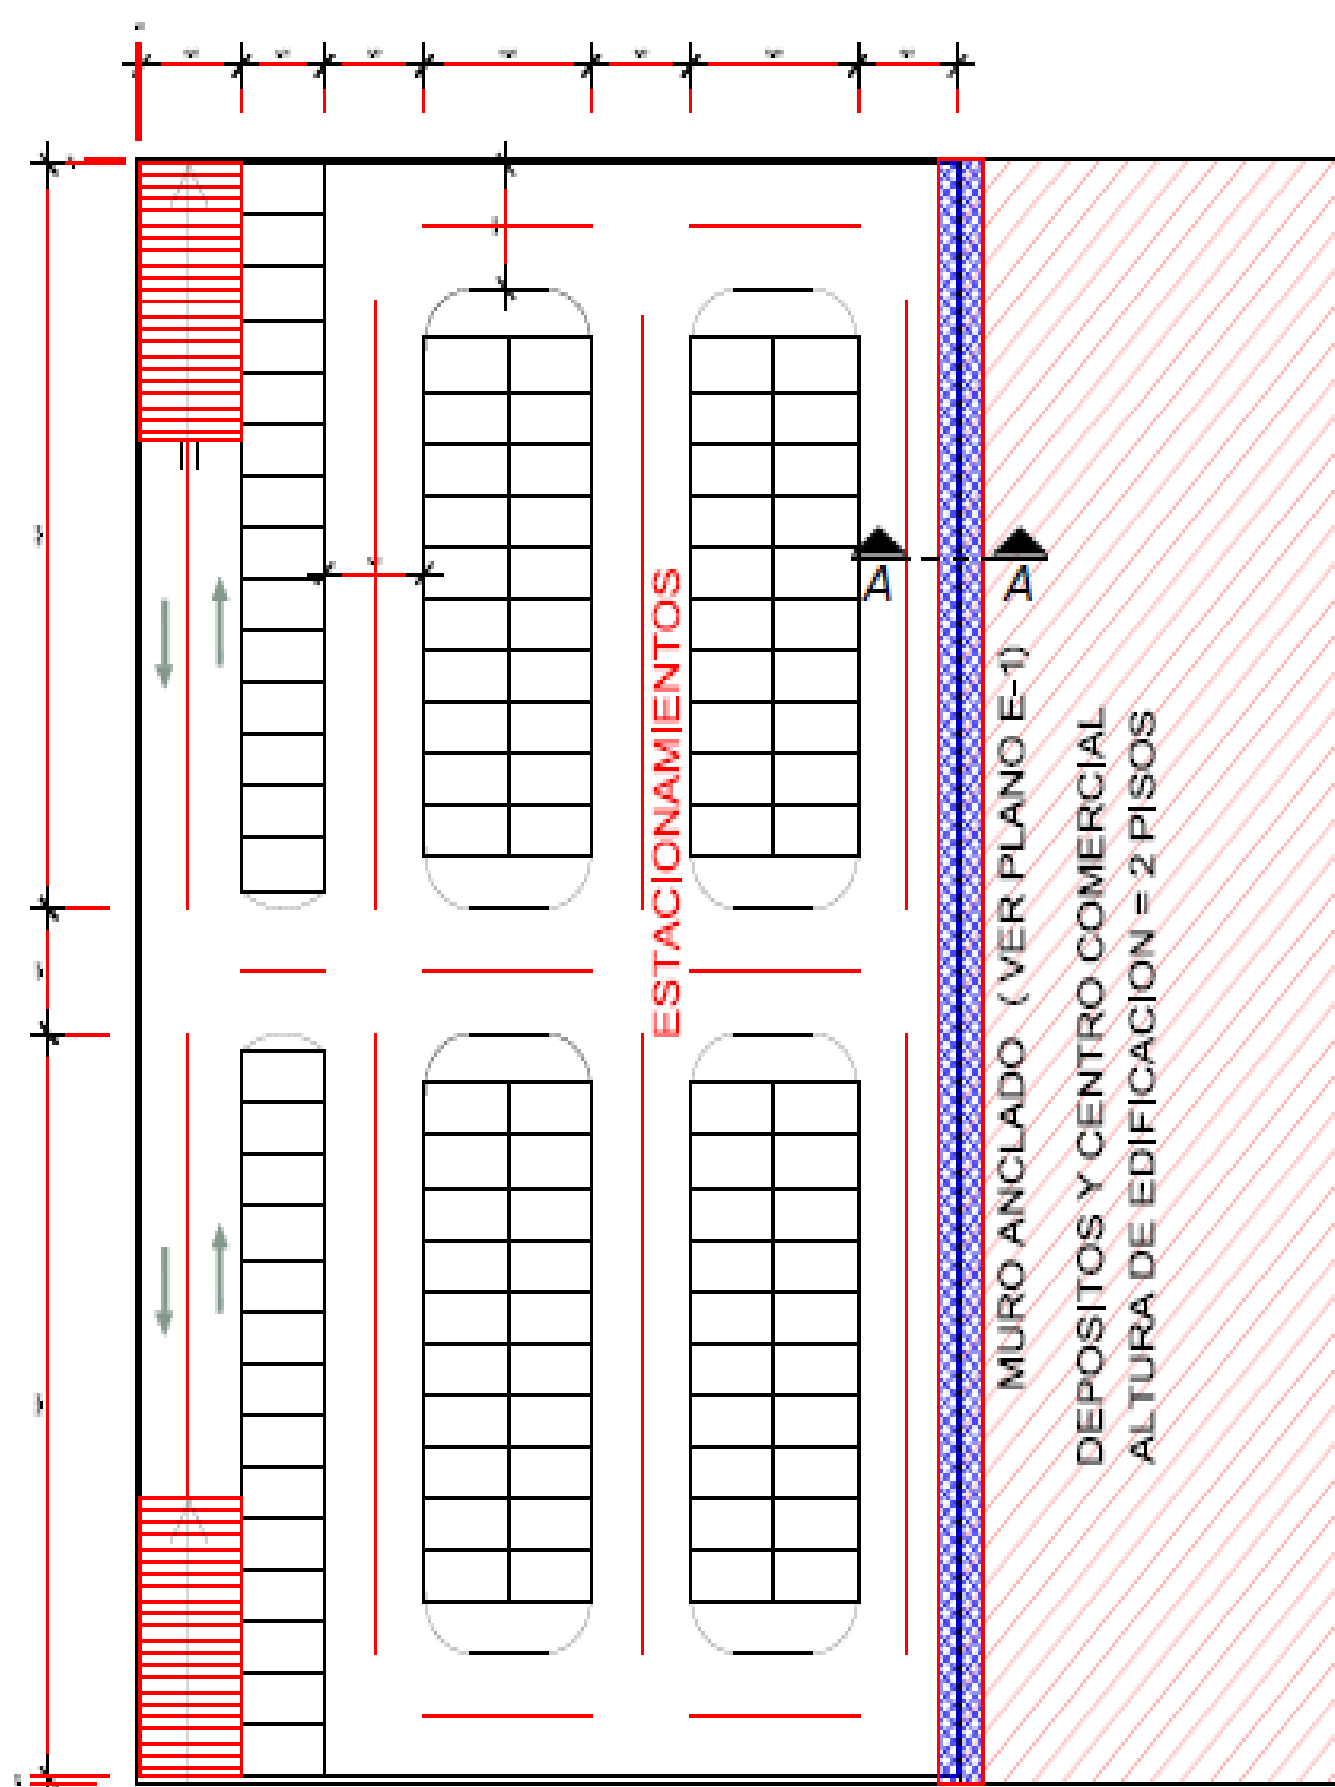 A A
ESTACIONAMIENTOS
MURO ANCLADO ( VER PLANO E-1)
DEPOSITOS Y CENTRO COMERCIAL
ALTURA DE EDIFICACION = 2 PISOS